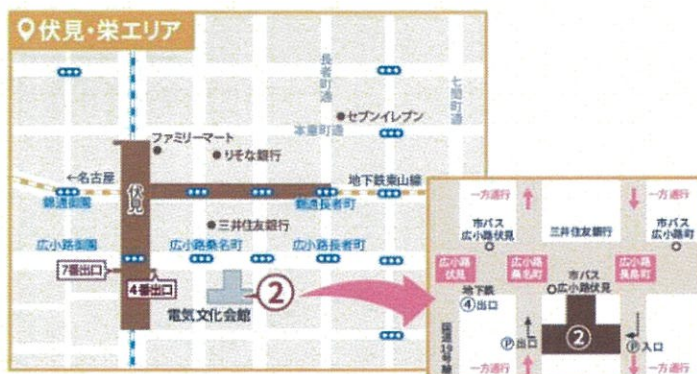 伏見・栄エリア
長者町通
七間町通
セブンイレブン
本重町通
ファミリーマート
りそな銀行
←名古屋
伏見
地下鉄東山線
錦通御園
錦通長者町
三井住友銀行
広小路御園
広小路桑名町
広小路長者町
7番出口
4番出口
②
電気文化会館
一方通行
一方通行
市バス
広小路伏見
三井住友銀行
市バス
広小路町
広小路
伏見
広小路
桑名町
広小路
長島町
地下鉄
④出口
市バス
広小路伏見
国道19号線
Ⓟ出口
②
Ⓟ入口
一方通行
一方通行